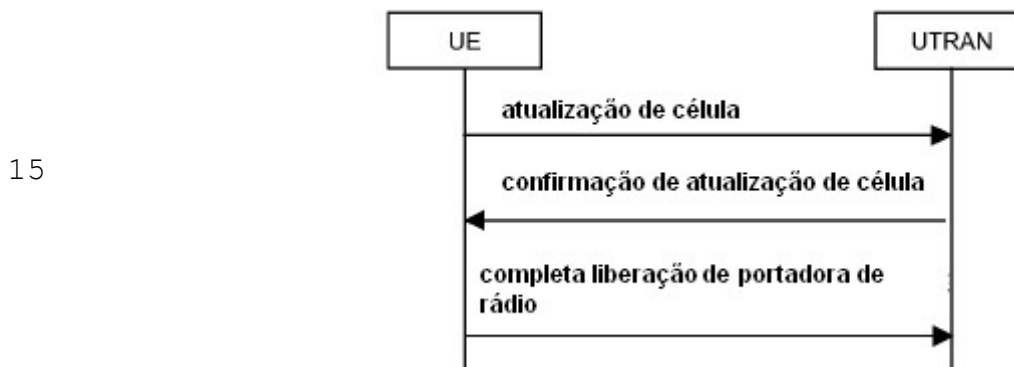 UE
UTRAN
atualização de célula
15
confirmação de atualização de célula
completa liberação de portadora de
rádio